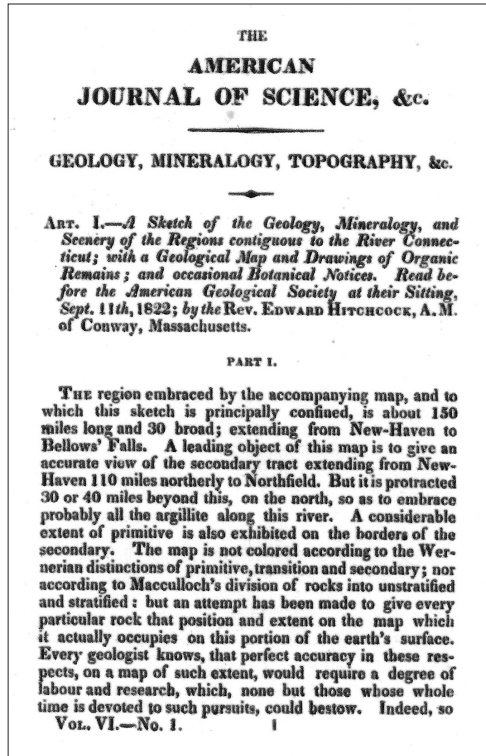 THE
AMERICAN
JOURNAL OF SCIENCE, &c.
GEOLOGY, MINERALOGY, TOPOGRAPHY, &c.
ART. I.—A Sketch of the Geology, Mineralogy, and
Scenery of the Regions contiguous to the River Connec-
ticut; with a Geological Map and Drawings of Organic
Remains; and occasional Botanical Notices. Read be-
fore the American Geological Society at their Sitting,
Sept. 11th, 1822; by the REV. EDWARD HITCHCOCK, A. M.
of Conway, Massachusetts.
PART I.
THE region embraced by the accompanying map, and to
which this sketch is principally confined, is about 150
miles long and 30 broad; extending from New-Haven to
Bellows' Falls. A leading object of this map is to give an
accurate view of the secondary tract extending from New-
Haven 110 miles northerly to Northfield. But it is protracted
30 or 40 miles beyond this, on the north, so as to embrace
probably all the argillite along this river. A considerable
extent of primitive is also exhibited on the borders of the
secondary. The map is not colored according to the Wer-
nerian distinctions of primitive, transition and secondary; nor
according to Macculloch's division of rocks into unstratified
and stratified: but an attempt has been made to give every
particular rock that position and extent on the map which
it actually occupies on this portion of the earth's surface.
Every geologist knows, that perfect accuracy in these res-
pects, on a map of such extent, would require a degree of
labour and research, which, none but those whose whole
time is devoted to such pursuits, could bestow. Indeed, so
VOL. VI.—No. 1. 1